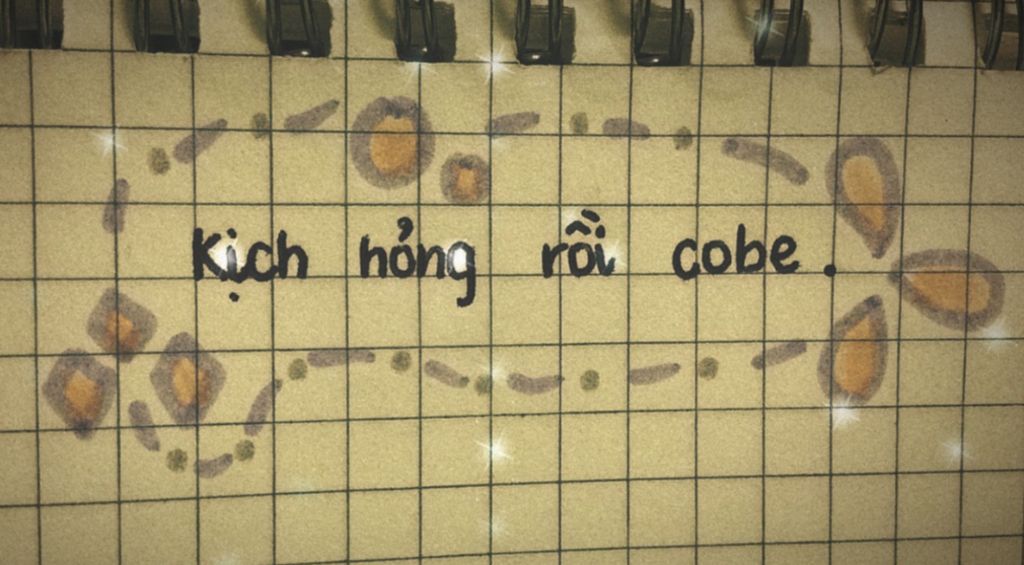 Kịch hỏng rồi cobe.